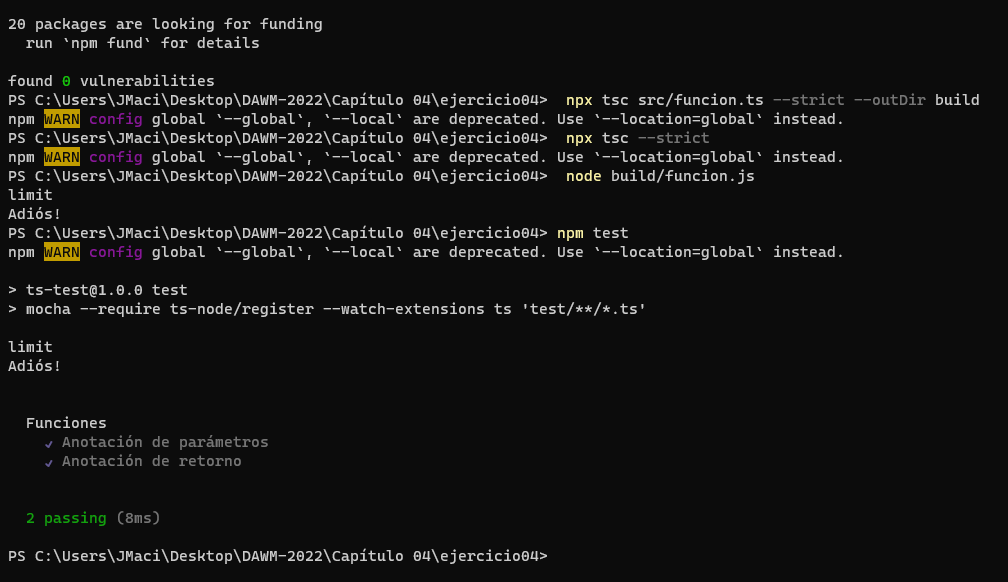 20 packages are looking for funding
  run `npm fund` for details
found 0 vulnerabilities
PS C:\Users\JMaci\Desktop\DAWM-2022\Capítulo 04\ejercicio04>  npx tsc src/funcion.ts --strict --outDir build
npm WARN config global `--global`, `--local` are deprecated. Use `--location=global` instead.
PS C:\Users\JMaci\Desktop\DAWM-2022\Capítulo 04\ejercicio04>  npx tsc --strict
npm WARN config global `--global`, `--local` are deprecated. Use `--location=global` instead.
PS C:\Users\JMaci\Desktop\DAWM-2022\Capítulo 04\ejercicio04>  node build/funcion.js
limit
Adiós!
PS C:\Users\JMaci\Desktop\DAWM-2022\Capítulo 04\ejercicio04> npm test
npm WARN config global `--global`, `--local` are deprecated. Use `--location=global` instead.
> ts-test@1.0.0 test
> mocha --require ts-node/register --watch-extensions ts 'test/**/*.ts'
limit
Adiós!
  Funciones
    ✓ Anotación de parámetros
    ✓ Anotación de retorno
  2 passing (8ms)
PS C:\Users\JMaci\Desktop\DAWM-2022\Capítulo 04\ejercicio04>